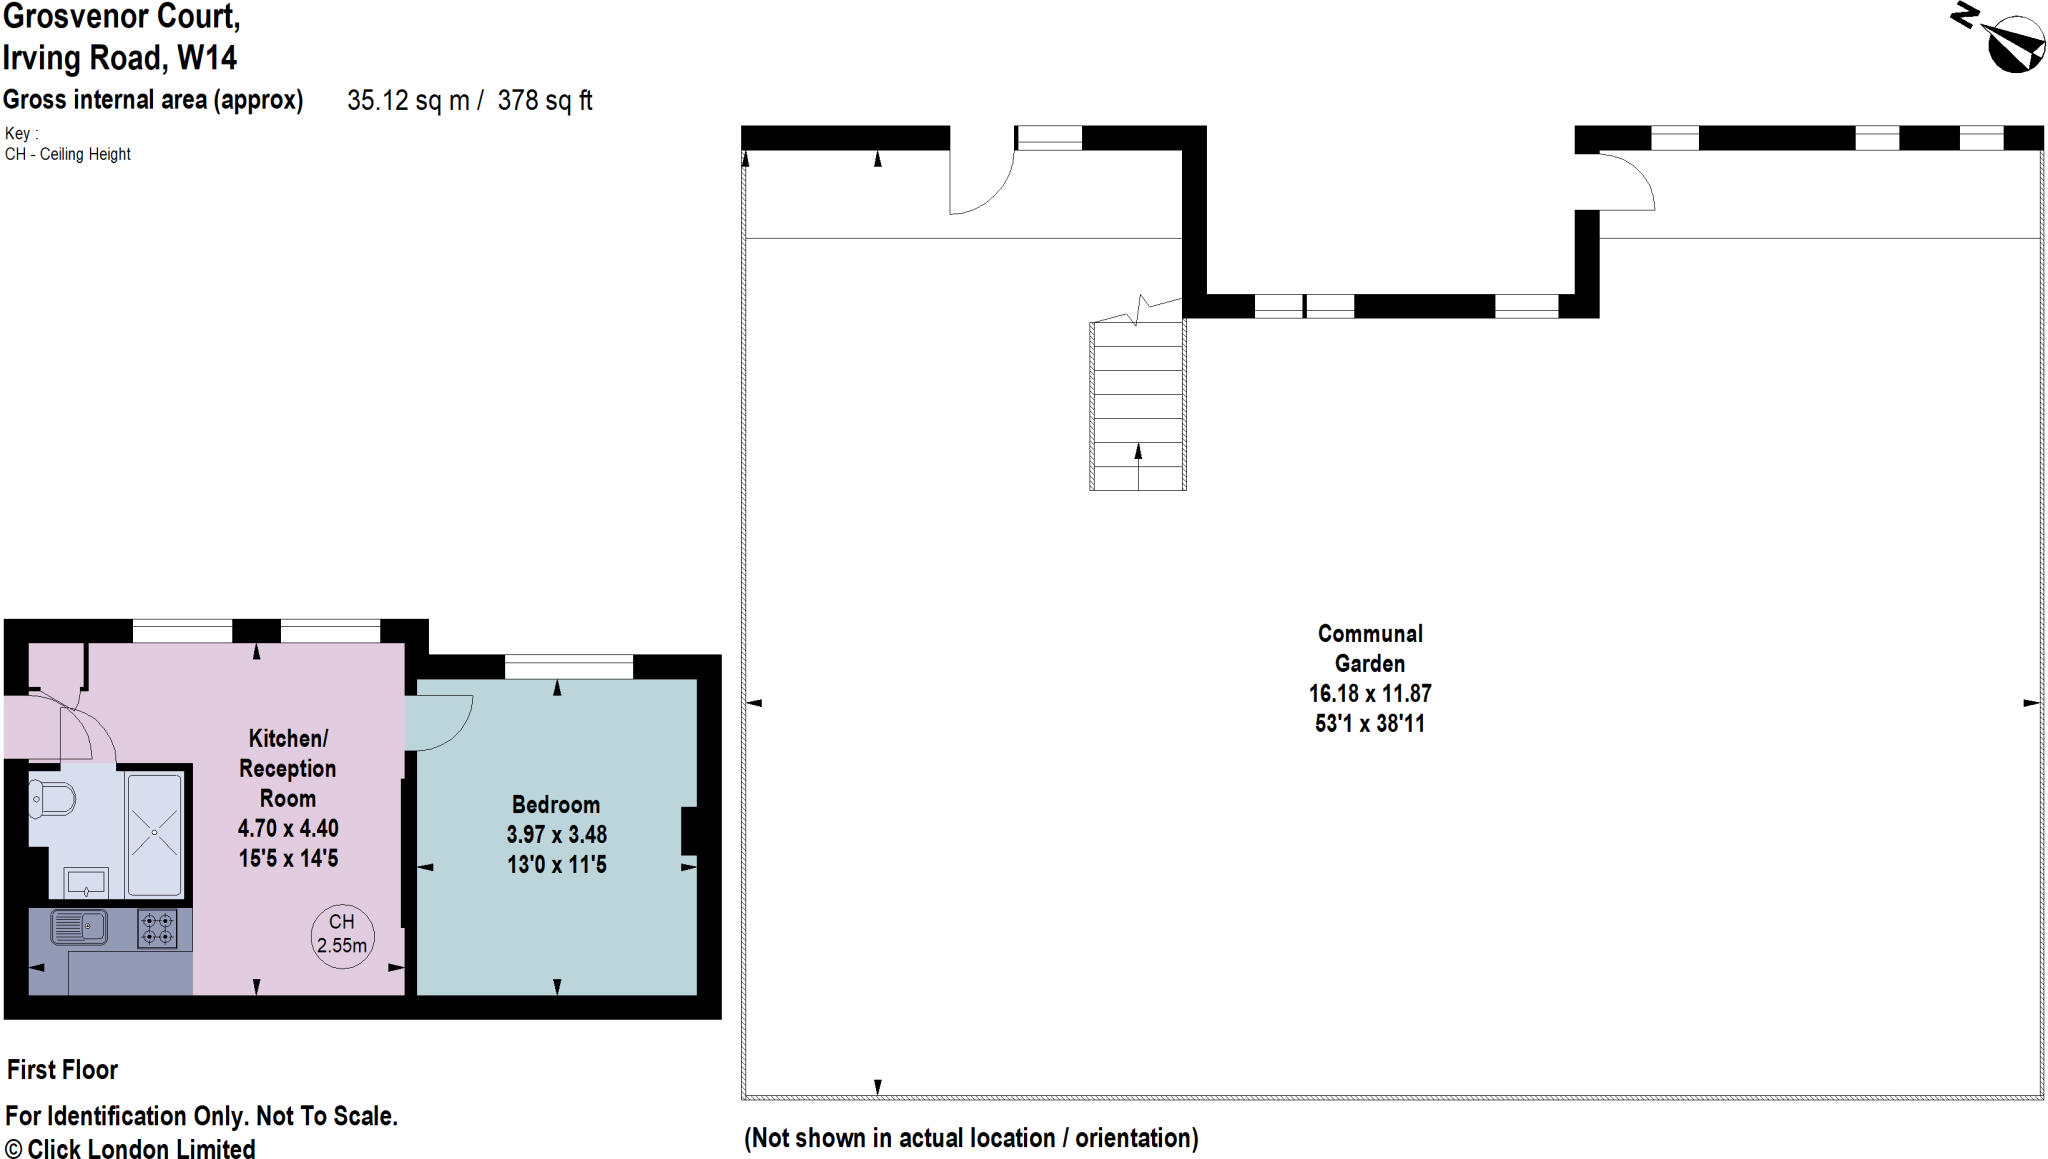 Grosvenor Court,
Irving Road, W14
Gross internal area (approx) 35.12 sq m / 378 sq ft
Key :
CH - Ceiling Height
N
Kitchen/
Reception
Room
4.70 x 4.40
15'5 x 14'5
CH
2.55m
Bedroom
3.97 x 3.48
13'0 x 11'5
Communal
Garden
16.18 x 11.87
53'1 x 38'11
First Floor
For Identification Only. Not To Scale.
© Click London Limited
(Not shown in actual location / orientation)